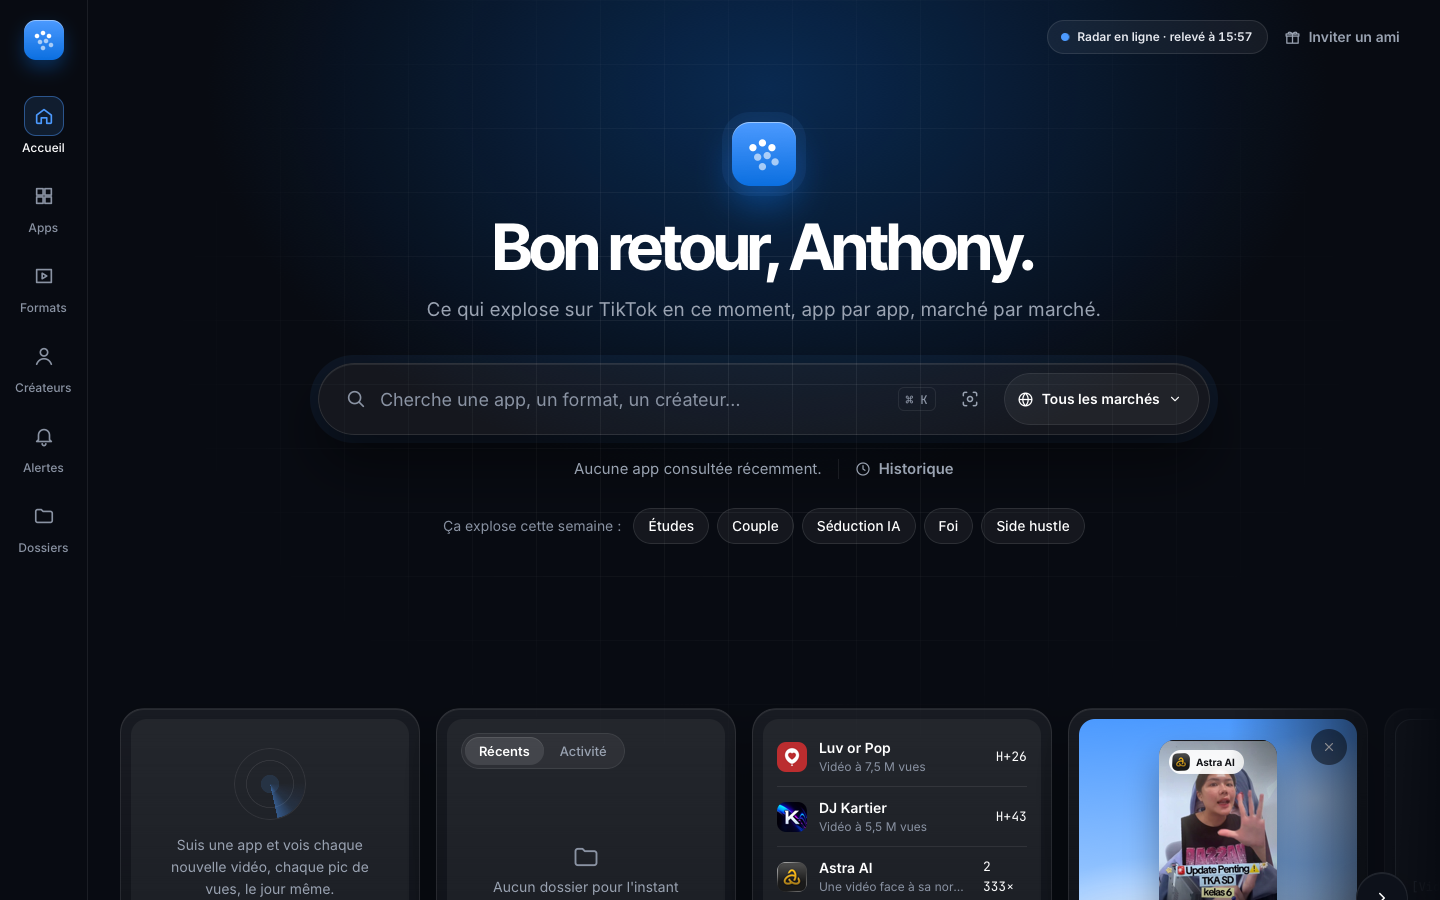 Radar en ligne · relevé à 15:57
Inviter un ami
Accueil
Apps
Formats
Créateurs
Alertes
Dossiers
Bon retour, Anthony.
Ce qui explose sur TikTok en ce moment, app par app, marché par marché.
Cherche une app, un format, un créateur...
⌘ K
Tous les marchés
Aucune app consultée récemment.
Historique
Ça explose cette semaine :
Études
Couple
Séduction IA
Foi
Side hustle
Suis une app et vois chaque
nouvelle vidéo, chaque pic de
vues, le jour même.
Récents
Activité
Aucun dossier pour l'instant
Luv or Pop
Vidéo à 7,5 M vues
H+26
DJ Kartier
Vidéo à 5,5 M vues
H+43
Astra AI
Une vidéo face à sa nor...
2
333×
Astra AI
Update Penting
TKA SD
kelas 6